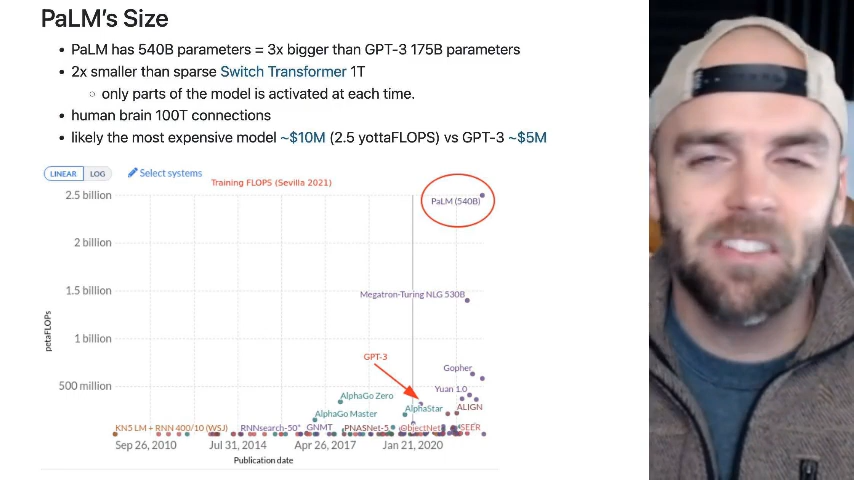 PaLM's Size
PaLM has 540B parameters = 3x bigger than GPT-3 175B parameters
2x smaller than sparse Switch Transformer 1T
only parts of the model is activated at each time.
human brain 100T connections
likely the most expensive model ~$10M (2.5 yottaFLOPS) vs GPT-3 ~$5M
LINEAR LOG Select systems
Training FLOPS (Sevilla 2021)
2.5 billion
PaLM (540B)
2 billion
1.5 billion
Megatron-Turing NLG 530B
petaFLOPs
1 billion
GPT-3
Gopher
500 million
Yuan 1.0
AlphaGo Zero
AlphaStar
ALIGN
AlphaGo Master
KN5 LM + RNN 400/10 (WSJ)
RNNsearch-50*
GNMT
PNASNet-5
ObjectNet
SEER
Sep 26, 2010
Jul 31, 2014
Apr 26, 2017
Jan 21, 2020
Publication date